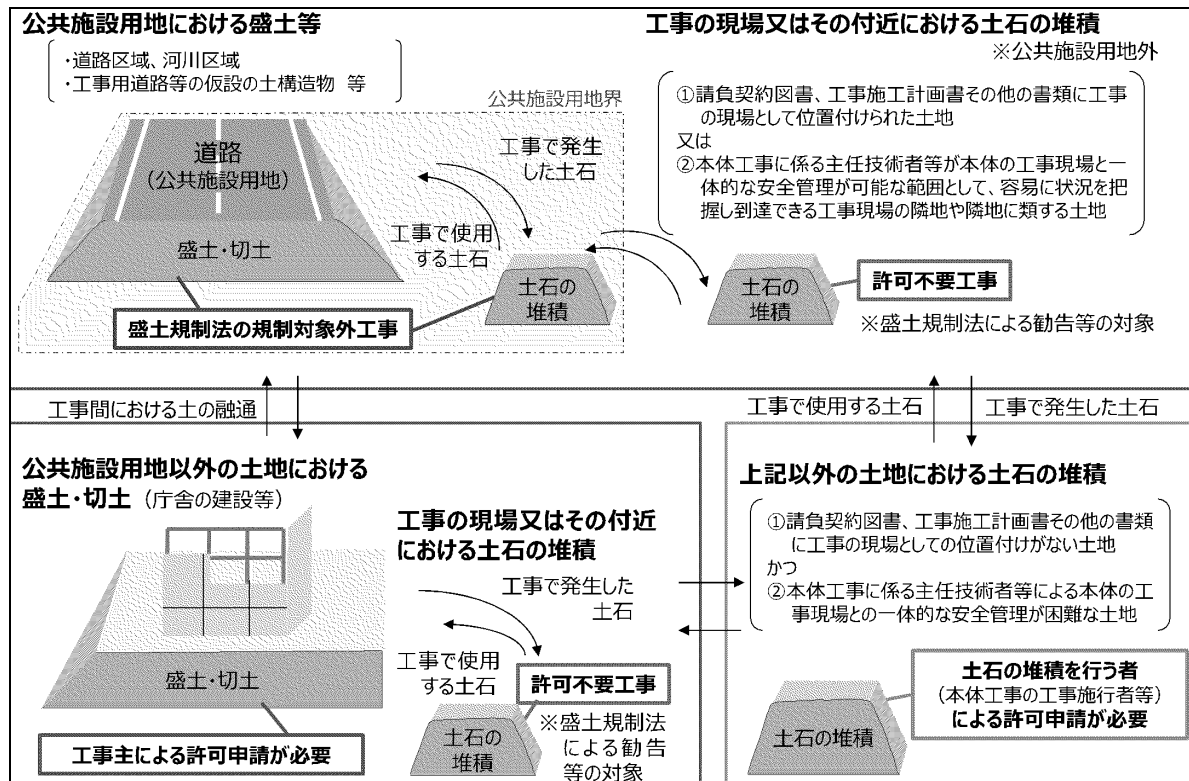 公共施設用地における盛土等
・道路区域、河川区域
・工事用道路等の仮設の土構造物 等
公共施設用地界
道路
(公共施設用地)
盛土・切土
工事で発生
した土石
工事で使用
する土石
土石の
堆積
盛土規制法の規制対象外工事
工事の現場又はその付近における土石の堆積
※公共施設用地外
①請負契約図書、工事施工計画書その他の書類に工事
の現場として位置付けられた土地
又は
②本体工事に係る主任技術者等が本体の工事現場と一
体的な安全管理が可能な範囲として、容易に状況を把
握し到達できる工事現場の隣地や隣地に類する土地
土石の
堆積
許可不要工事
※盛土規制法による勧告等の対象
工事間における土の融通
工事で使用する土石
工事で発生した土石
公共施設用地以外の土地における
盛土・切土 (庁舎の建設等)
盛土・切土
工事主による許可申請が必要
工事の現場又はその付近
における土石の堆積
工事で発生した
土石
工事で使用
する土石
許可不要工事
土石の
堆積
※盛土規制法
による勧告
等の対象
上記以外の土地における土石の堆積
①請負契約図書、工事施工計画書その他の書類
に工事の現場としての位置付けがない土地
かつ
②本体工事に係る主任技術者等による本体の工
事現場との一体的な安全管理が困難な土地
土石の堆積
土石の堆積を行う者
(本体工事の工事施行者等)
による許可申請が必要